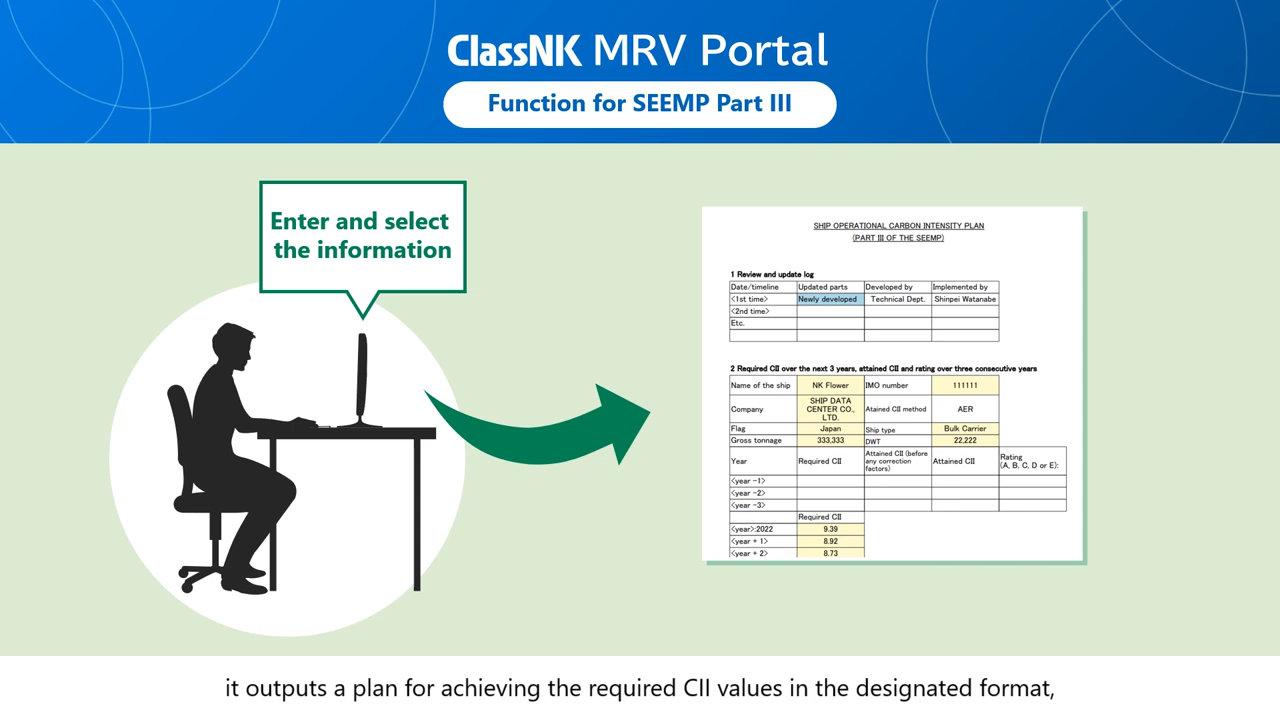 ClassNK MRV Portal
Function for SEEMP Part III
Enter and select
the information
SHIP OPERATIONAL CARBON INTENSITY PLAN
(PART III OF THE SEEMP)
1 Review and update log
Date/timeline Updated parts Developed by Implemented by
<1st time> Newly developed Technical Dept. Shinpei Watanabe
<2nd time>
Etc.
2 Required CII over the next 3 years, attained CII and rating over three consecutive years
Name of the ship NK Flower IMO number 111111
Company SHIP DATA CENTER CO., LTD. Atained CII method AER
Flag Japan Ship type Bulk Carrier
Gross tonnage 333,333 DWT 22,222
Year Required CII Attained CII (before any correction factors) Attained CII Rating (A, B, C, D or E):
<year -1>
<year -2>
<year -3>
Required CII
<year>:2022 9.39
<year + 1> 8.92
<year + 2> 8.73
it outputs a plan for achieving the required CII values in the designated format,